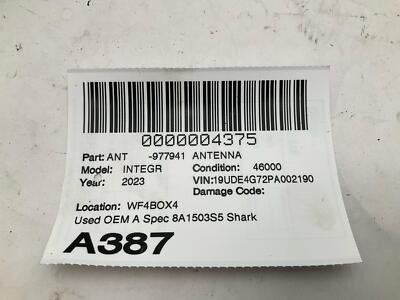 0000004375
Part: ANT -977941 ANTENNA
Model: INTEGR Condition: 46000
Year: 2023 VIN:19UDE4G72PA002190
Damage Code:
Location: WF4BOX4
Used OEM A Spec 8A1503S5 Shark
A387